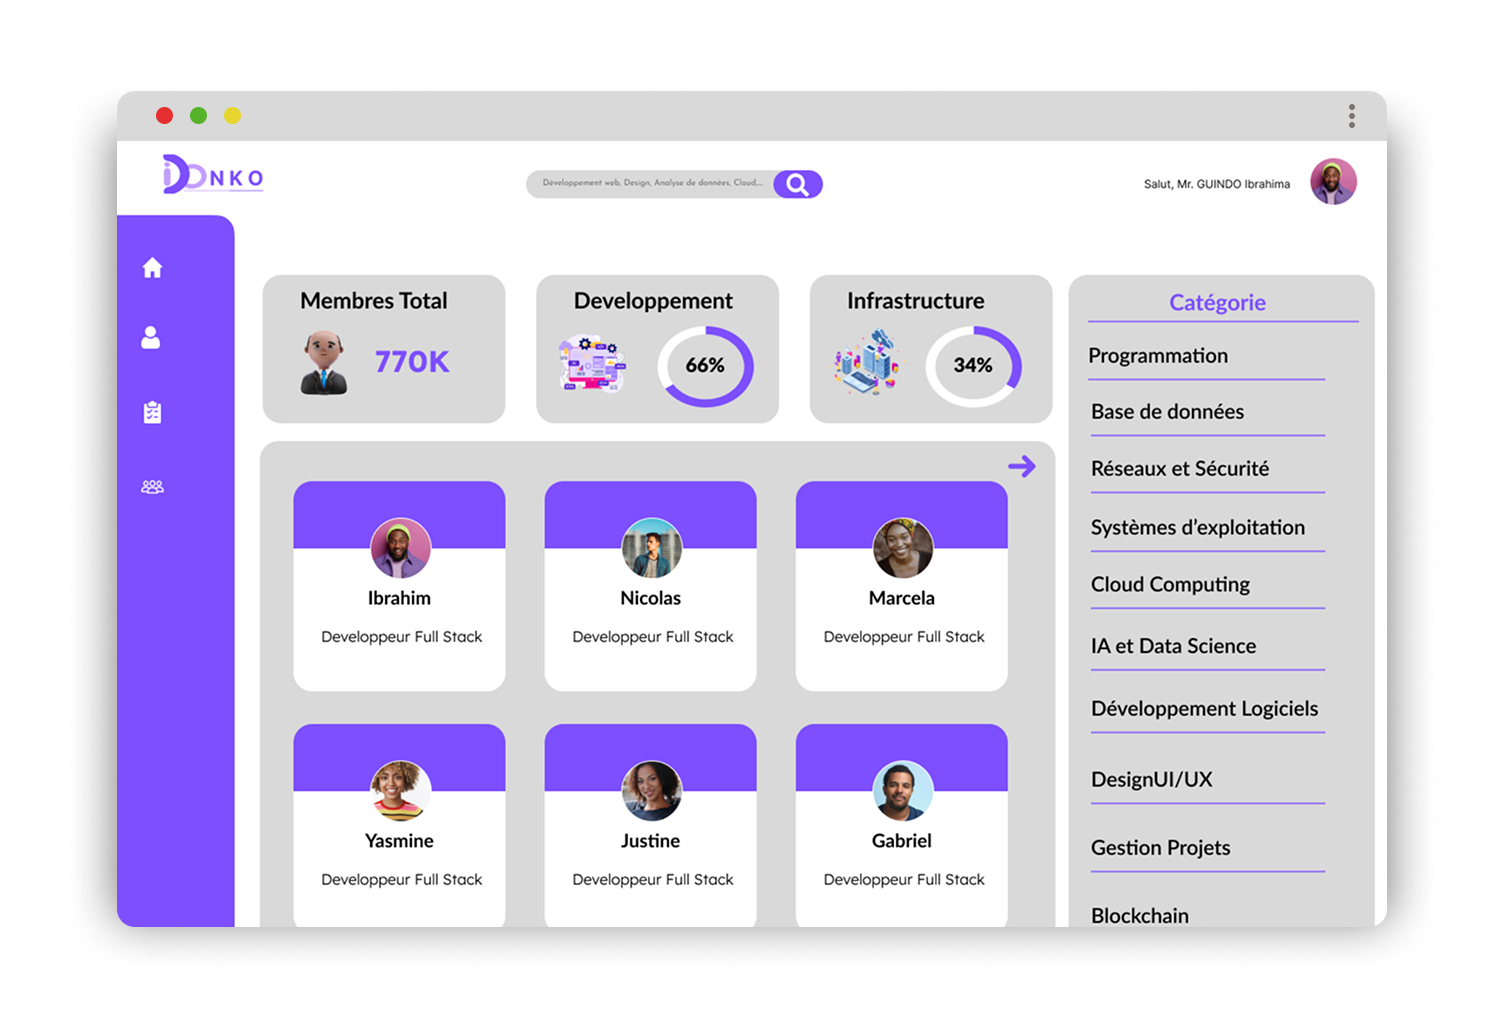 iDONKO
Développement web, Design, Analyse de données, Cloud,...
Salut, Mr. GUINDO Ibrahima
Membres Total
770K
Developpement
66%
Infrastructure
34%
Catégorie
Programmation
Base de données
Réseaux et Sécurité
Systèmes d'exploitation
Cloud Computing
IA et Data Science
Développement Logiciels
DesignUI/UX
Gestion Projets
Blockchain
Ibrahim
Developpeur Full Stack
Nicolas
Developpeur Full Stack
Marcela
Developpeur Full Stack
Yasmine
Developpeur Full Stack
Justine
Developpeur Full Stack
Gabriel
Developpeur Full Stack